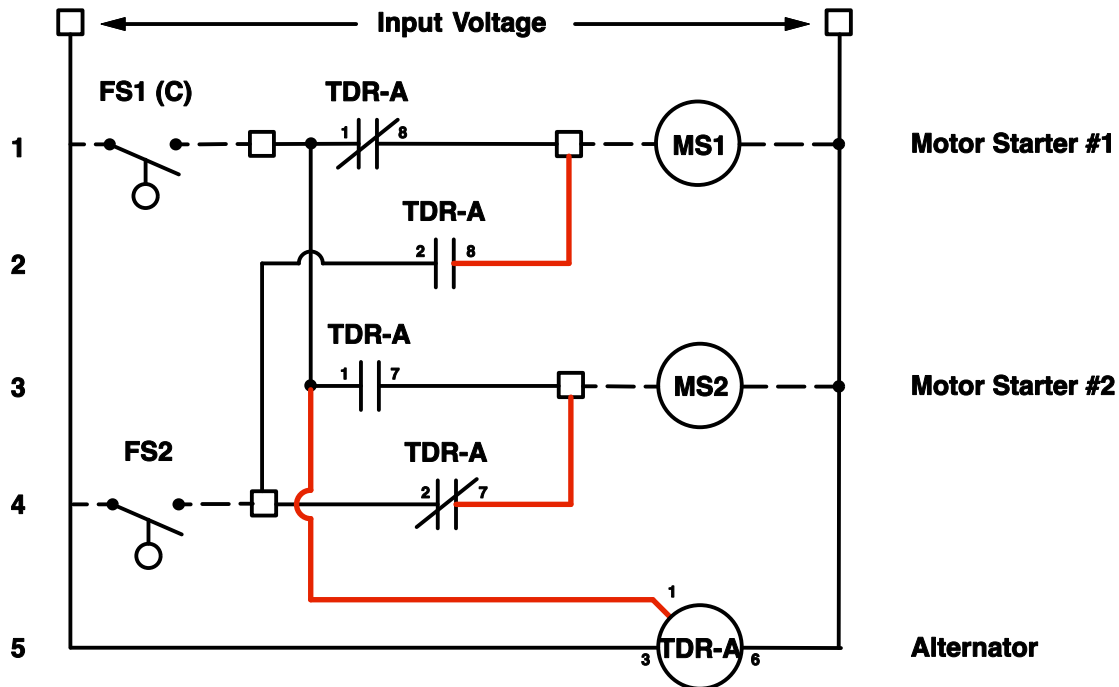 Input Voltage
FS1 (C)
TDR-A
1 1 8 MS1 Motor Starter #1
TDR-A
2 2 8
TDR-A
3 1 7 MS2 Motor Starter #2
FS2
TDR-A
4 2 7
1
5 3 TDR-A 6 Alternator